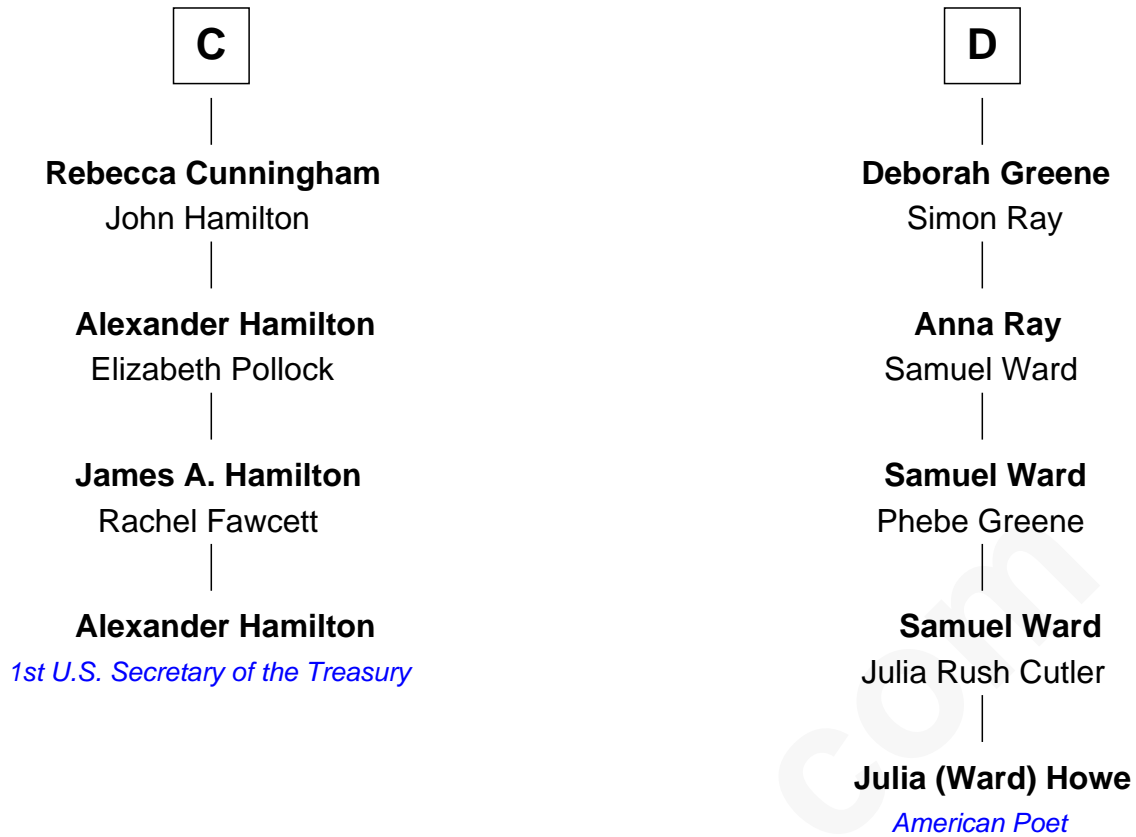 C
Rebecca Cunningham
John Hamilton
Alexander Hamilton
Elizabeth Pollock
James A. Hamilton
Rachel Fawcett
Alexander Hamilton
1st U.S. Secretary of the Treasury
D
Deborah Greene
Simon Ray
Anna Ray
Samuel Ward
Samuel Ward
Phebe Greene
Samuel Ward
Julia Rush Cutler
Julia (Ward) Howe
American Poet
com